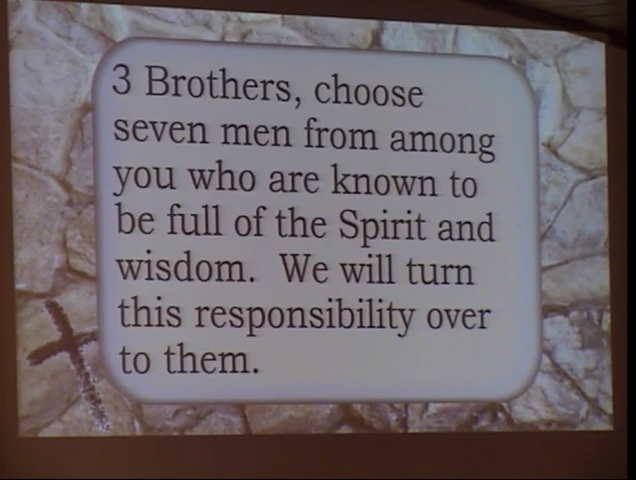 3 Brothers, choose
seven men from among
you who are known to
be full of the Spirit and
wisdom.  We will turn
this responsibility over
to them.